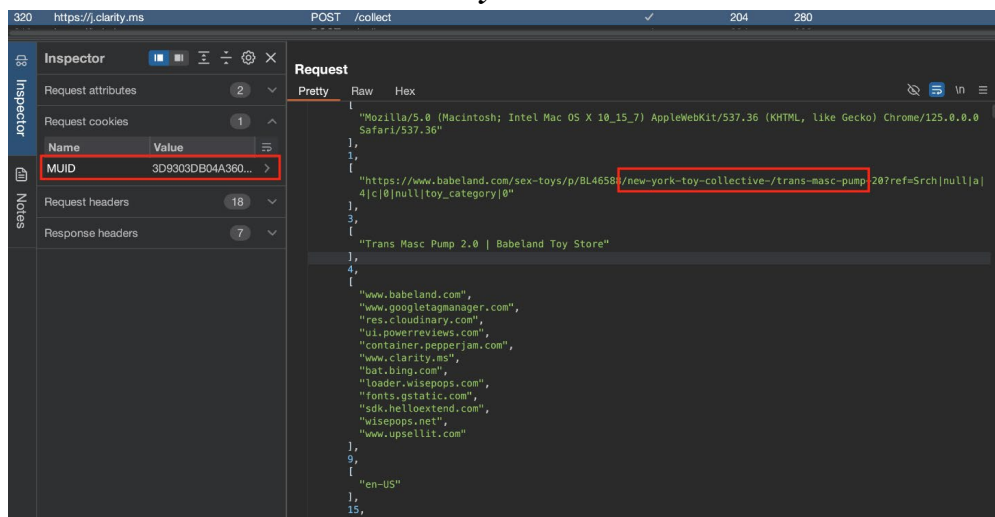 320 https://j.clarity.ms POST /collect ✓ 204 280
Inspector
Request
Inspector
Notes
Request attributes 2
Request cookies 1
Name Value
MUID 3D9303DB04A360...
Request headers 18
Response headers 7
Pretty Raw Hex \n
[
"Mozilla/5.0 (Macintosh; Intel Mac OS X 10_15_7) AppleWebKit/537.36 (KHTML, like Gecko) Chrome/125.0.0.0
Safari/537.36"
],
1,
[
"https://www.babeland.com/sex-toys/p/BL46588/new-york-toy-collective-/trans-masc-pump-20?ref=Srch|null|a|
4|c|0|null|toy_category|0"
],
3,
[
"Trans Masc Pump 2.0 | Babeland Toy Store"
],
4,
[
"www.babeland.com",
"www.googletagmanager.com",
"res.cloudinary.com",
"ui.powerreviews.com",
"container.pepperjam.com",
"www.clarity.ms",
"bat.bing.com",
"loader.wisepops.com",
"fonts.gstatic.com",
"sdk.helloextend.com",
"wisepops.net",
"www.upsellit.com"
],
9,
[
"en-US"
],
15,